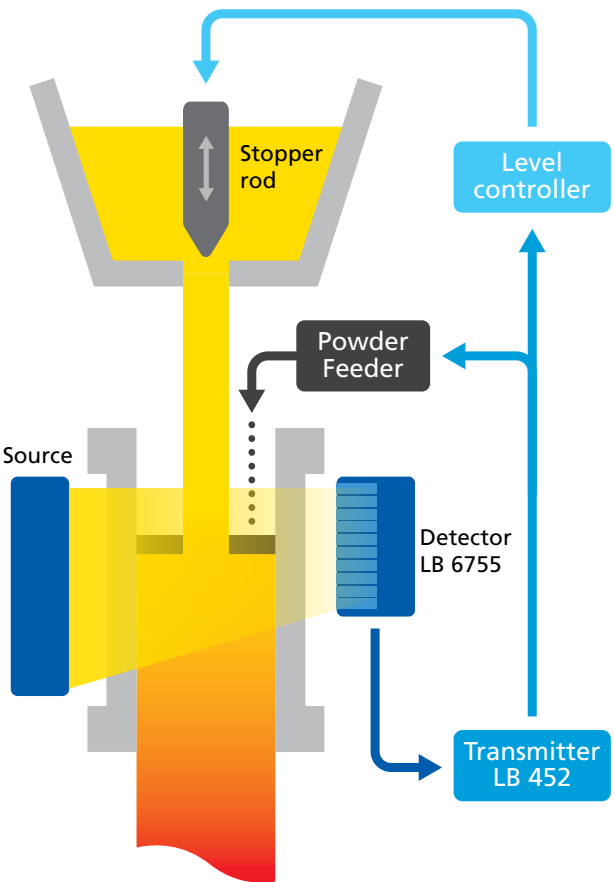 Stopper
rod
Level
controller
Powder
Feeder
Source
Detector
LB 6755
Transmitter
LB 452